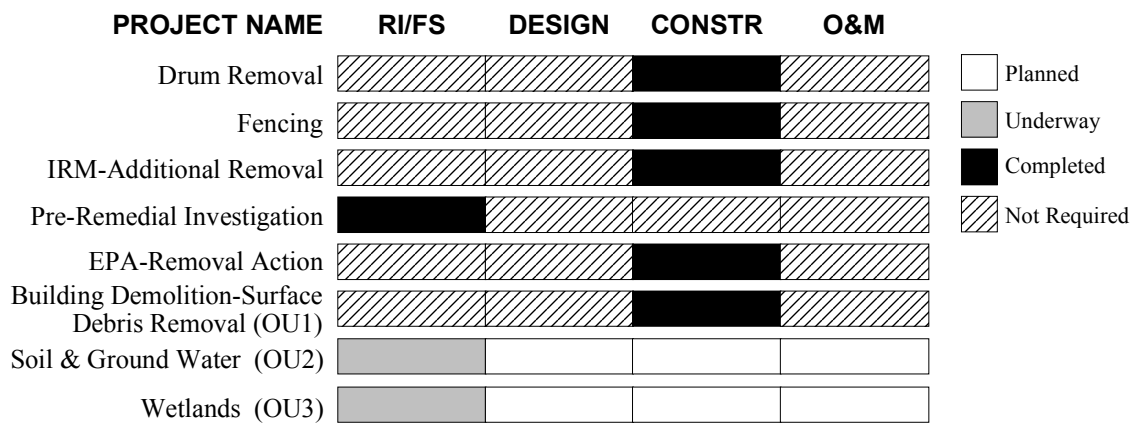 PROJECT NAME RI/FS DESIGN CONSTR O&M
Drum Removal
Fencing
IRM-Additional Removal
Pre-Remedial Investigation
EPA-Removal Action
Building Demolition-Surface
Debris Removal (OU1)
Soil & Ground Water (OU2)
Wetlands (OU3)
Planned
Underway
Completed
Not Required